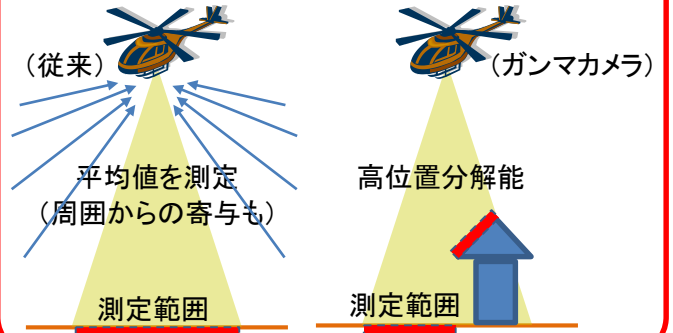 (従来)
平均値を測定
(周囲からの寄与も)
測定範囲
(ガンマカメラ)
高位置分解能
測定範囲